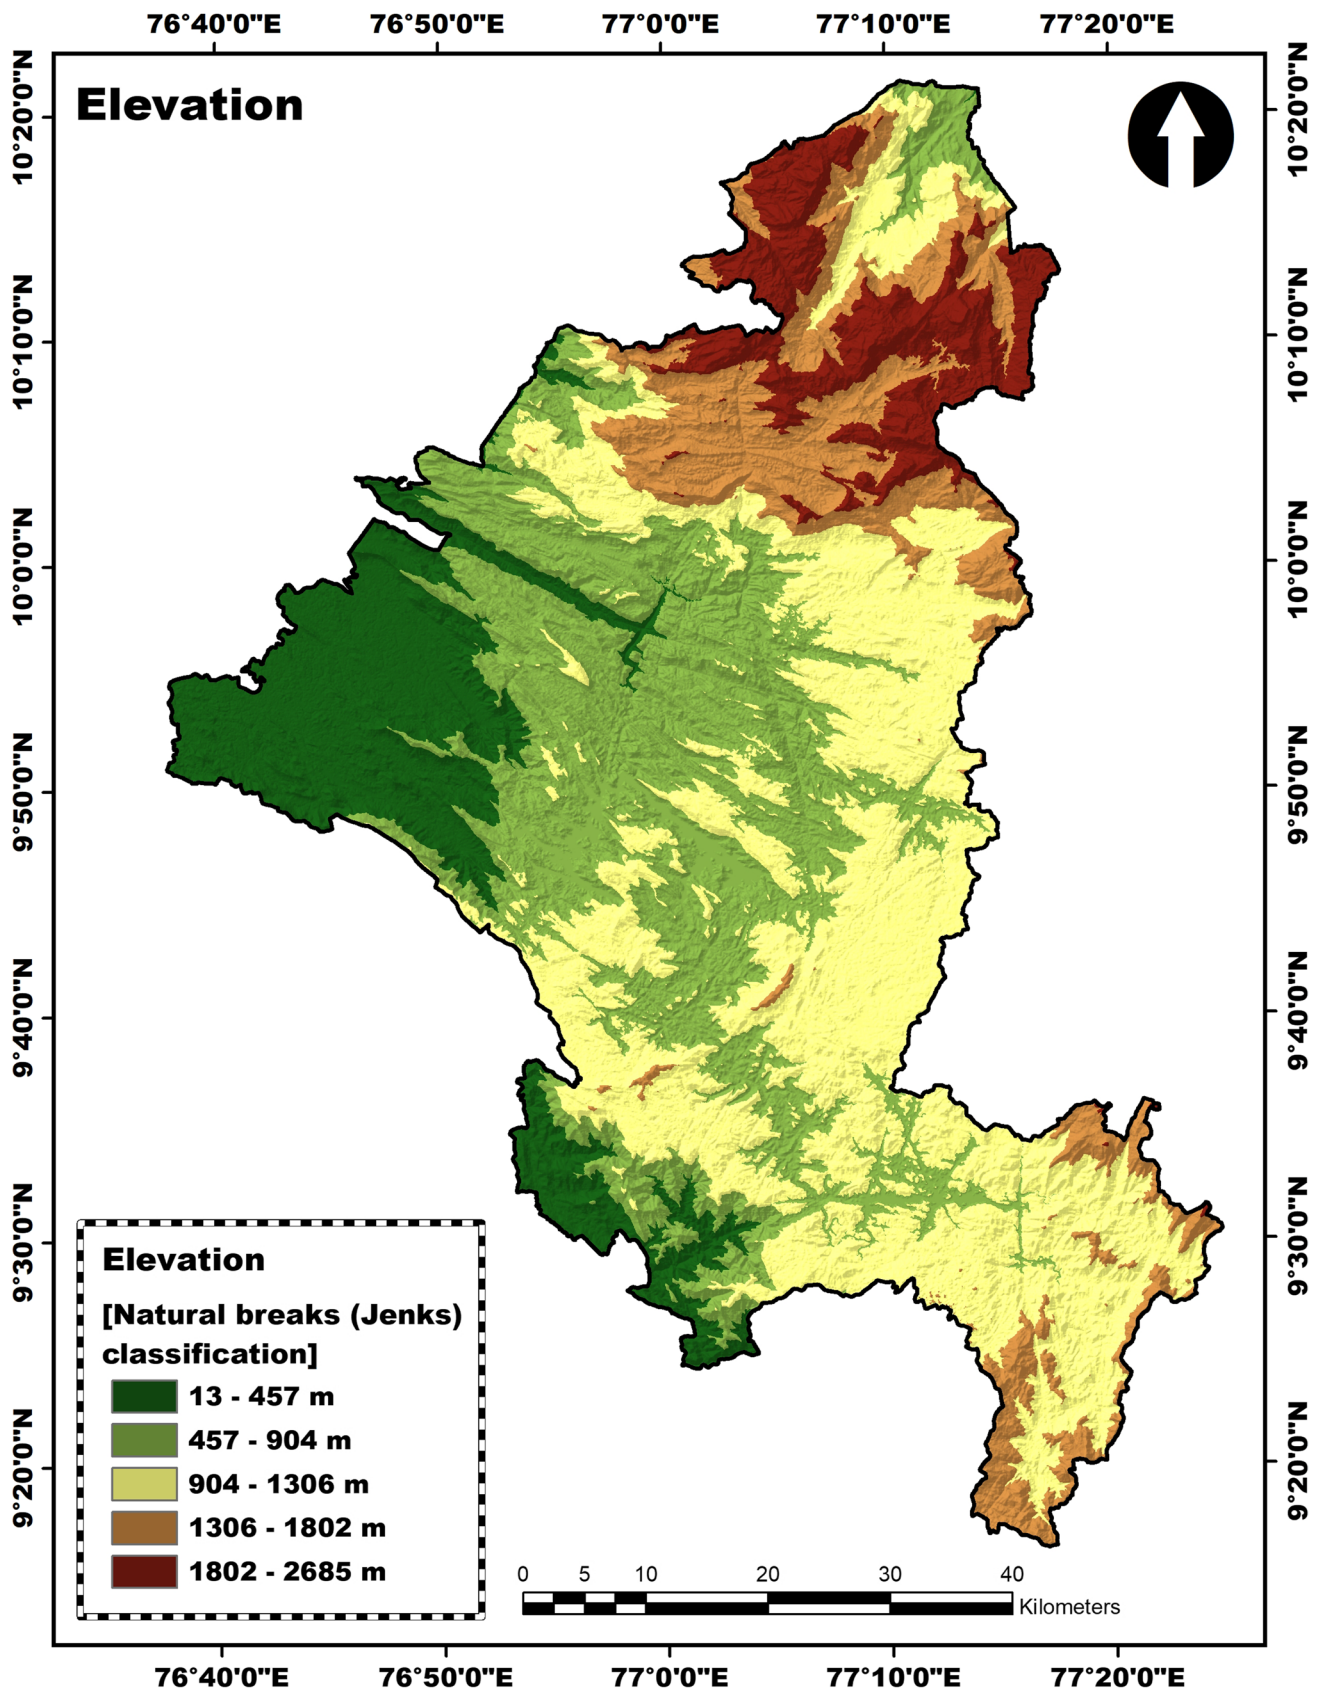 76°40'0"E 76°50'0"E 77°0'0"E 77°10'0"E 77°20'0"E
Elevation
10°20'0"N
10°10'0"N
10°0'0"N
9°50'0"N
9°40'0"N
9°30'0"N
9°20'0"N
10°20'0"N
10°10'0"N
10°0'0"N
9°50'0"N
9°40'0"N
9°30'0"N
9°20'0"N
Elevation
[Natural breaks (Jenks)
classification]
13 - 457 m
457 - 904 m
904 - 1306 m
1306 - 1802 m
1802 - 2685 m
0 5 10 20 30 40
Kilometers
76°40'0"E 76°50'0"E 77°0'0"E 77°10'0"E 77°20'0"E